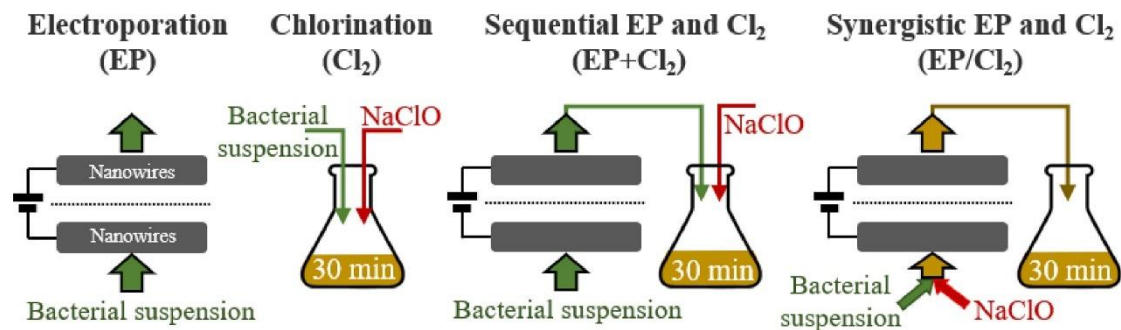 Electroporation
(EP)
Chlorination
(Cl₂)
Sequential EP and Cl₂
(EP+Cl₂)
Synergistic EP and Cl₂
(EP/Cl₂)
Nanowires
Nanowires
Bacterial suspension
Bacterial
suspension
NaClO
30 min
NaClO
30 min
Bacterial suspension
30 min
Bacterial
suspension
NaClO